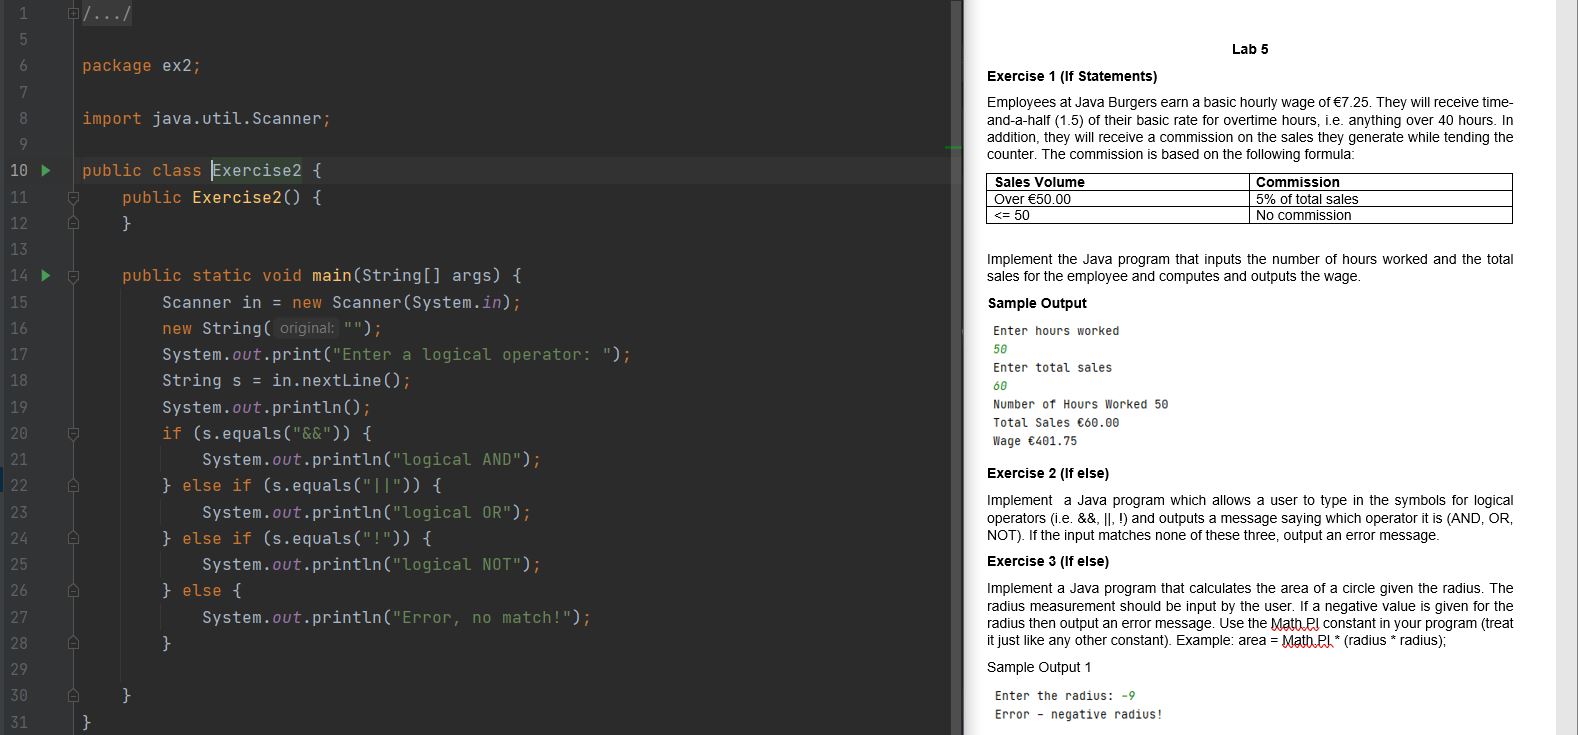 1 /.../
5
6 package ex2;
7
8 import java.util.Scanner;
9
10 public class Exercise2 {
11 public Exercise2() {
12 }
13
14 public static void main(String[] args) {
15 Scanner in = new Scanner(System.in);
16 new String( original: "");
17 System.out.print("Enter a logical operator: ");
18 String s = in.nextLine();
19 System.out.println();
20 if (s.equals("&&")) {
21 System.out.println("logical AND");
22 } else if (s.equals("||")) {
23 System.out.println("logical OR");
24 } else if (s.equals("!")) {
25 System.out.println("logical NOT");
26 } else {
27 System.out.println("Error, no match!");
28 }
29
30 }
31 }
Lab 5
Exercise 1 (If Statements)
Employees at Java Burgers earn a basic hourly wage of €7.25. They will receive time-
and-a-half (1.5) of their basic rate for overtime hours, i.e. anything over 40 hours. In
addition, they will receive a commission on the sales they generate while tending the
counter. The commission is based on the following formula:
Sales Volume Commission
Over €50.00 5% of total sales
<= 50 No commission
Implement the Java program that inputs the number of hours worked and the total
sales for the employee and computes and outputs the wage.
Sample Output
Enter hours worked
50
Enter total sales
60
Number of Hours Worked 50
Total Sales €60.00
Wage €401.75
Exercise 2 (If else)
Implement a Java program which allows a user to type in the symbols for logical
operators (i.e. &&, ||, !) and outputs a message saying which operator it is (AND, OR,
NOT). If the input matches none of these three, output an error message.
Exercise 3 (If else)
Implement a Java program that calculates the area of a circle given the radius. The
radius measurement should be input by the user. If a negative value is given for the
radius then output an error message. Use the Math.PI constant in your program (treat
it just like any other constant). Example: area = Math.PI * (radius * radius);
Sample Output 1
Enter the radius: -9
Error - negative radius!